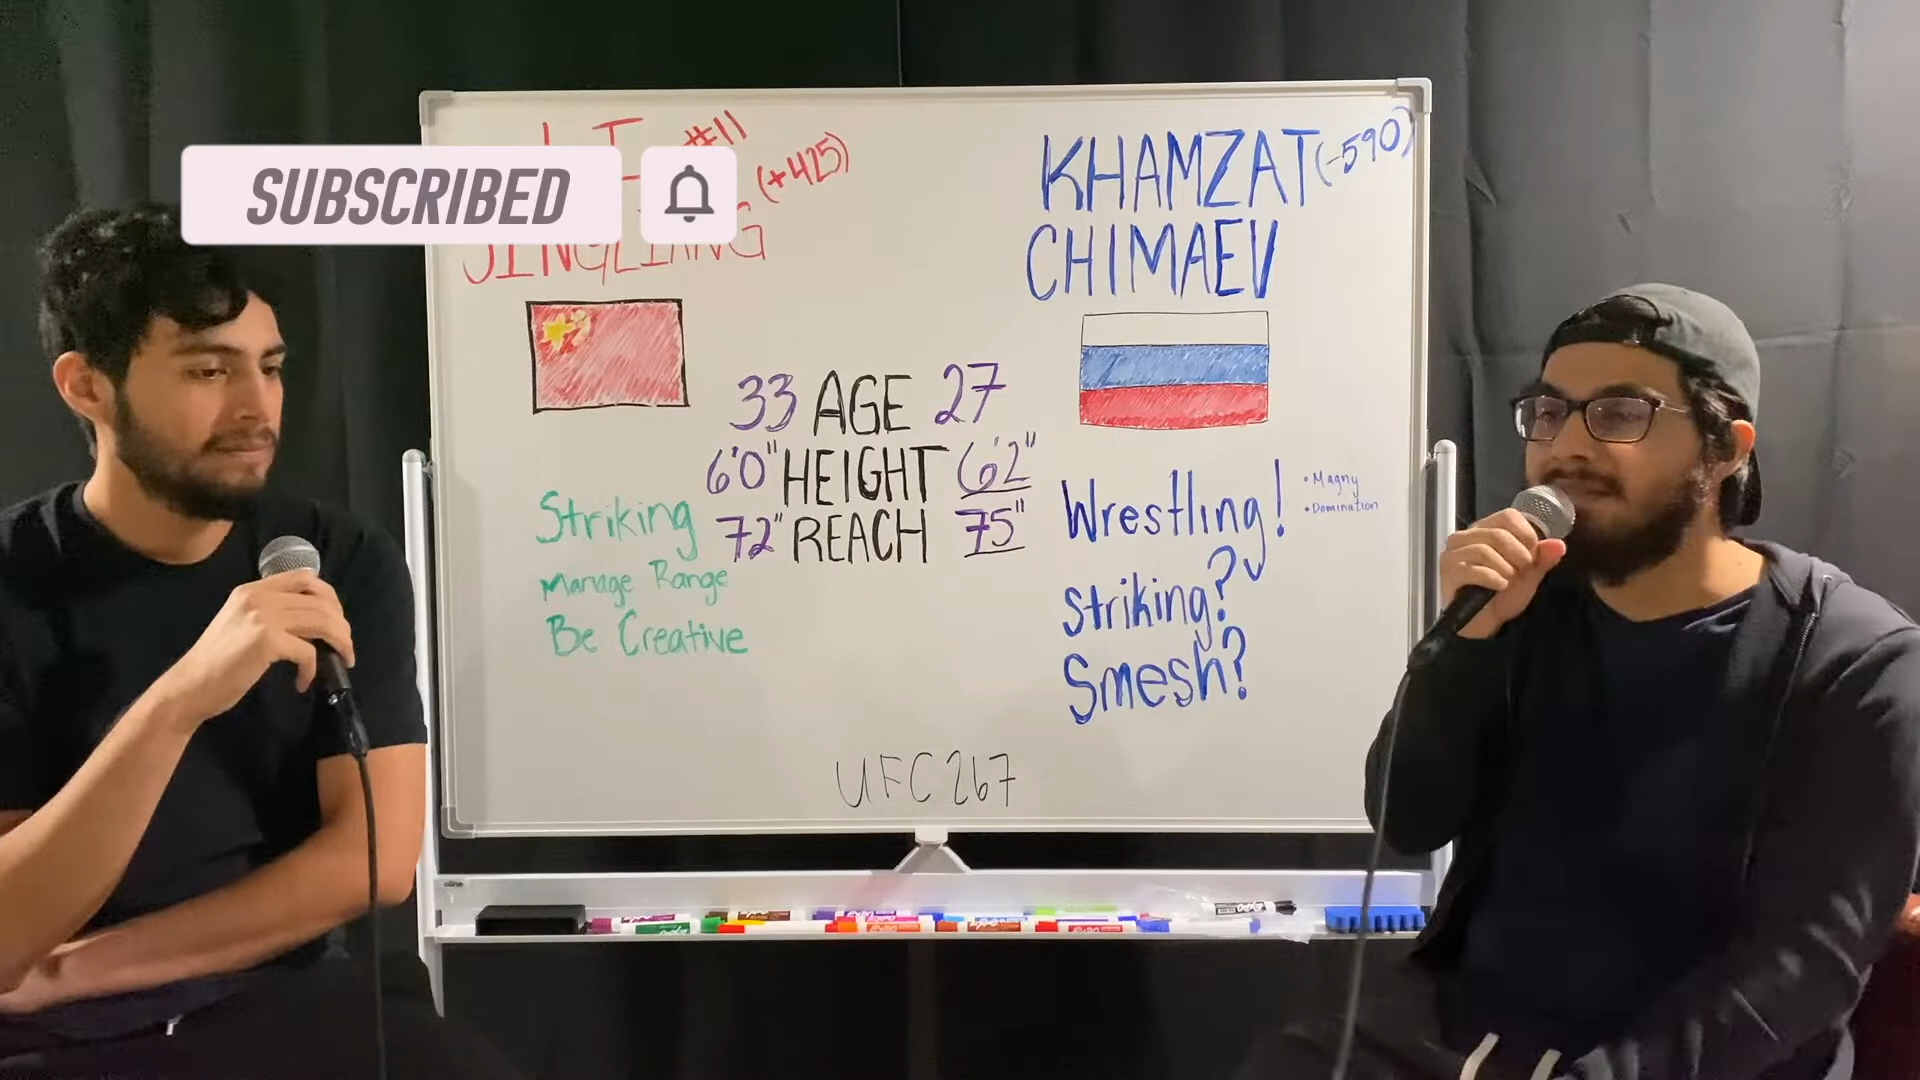 #11
(+425)
SUBSCRIBED
JINGLIANG
KHAMZAT (-590)
CHIMAEV
33 AGE 27
6'0" HEIGHT 6'2"
72" REACH 75"
Striking
Manage Range
Be Creative
Wrestling!
• Magny
• Domination
Striking?
Smesh?
UFC 267